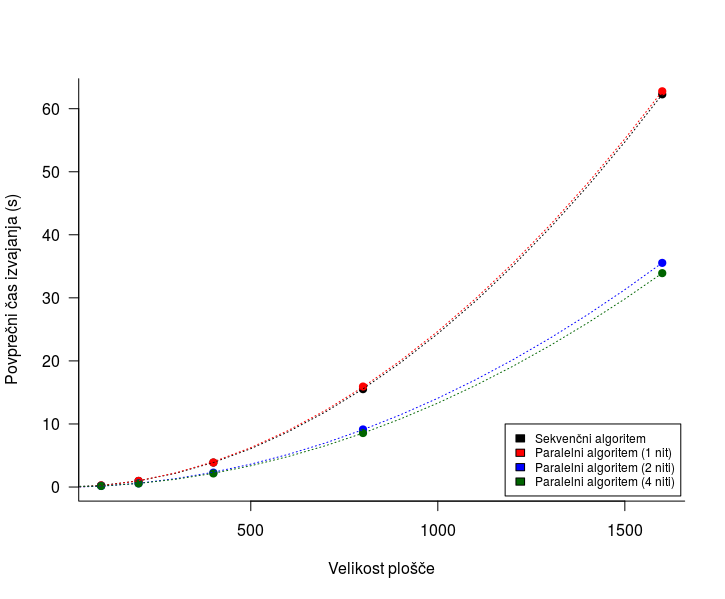 Povprečni čas izvajanja (s)
60
50
40
30
20
10
0
500
1000
1500
Velikost plošče
Sekvenčni algoritem
Paralelni algoritem (1 nit)
Paralelni algoritem (2 niti)
Paralelni algoritem (4 niti)